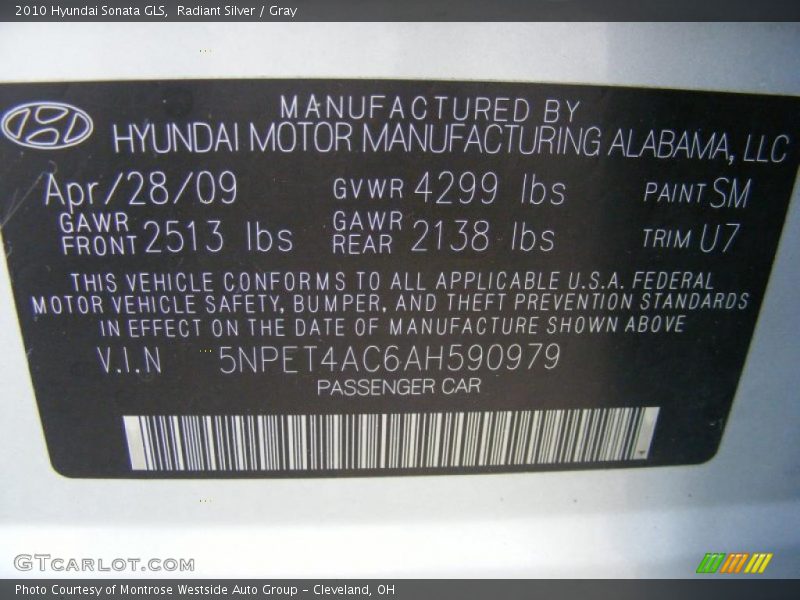 2010 Hyundai Sonata GLS, Radiant Silver / Gray
MANUFACTURED BY
HYUNDAI MOTOR MANUFACTURING ALABAMA, LLC
Apr/28/09 GVWR 4299 lbs PAINT SM
GAWR FRONT 2513 lbs GAWR REAR 2138 lbs TRIM U7
THIS VEHICLE CONFORMS TO ALL APPLICABLE U.S.A. FEDERAL
MOTOR VEHICLE SAFETY, BUMPER, AND THEFT PREVENTION STANDARDS
IN EFFECT ON THE DATE OF MANUFACTURE SHOWN ABOVE
V.I.N 5NPET4AC6AH590979
PASSENGER CAR
GTcarlot.com
Photo Courtesy of Montrose Westside Auto Group - Cleveland, OH